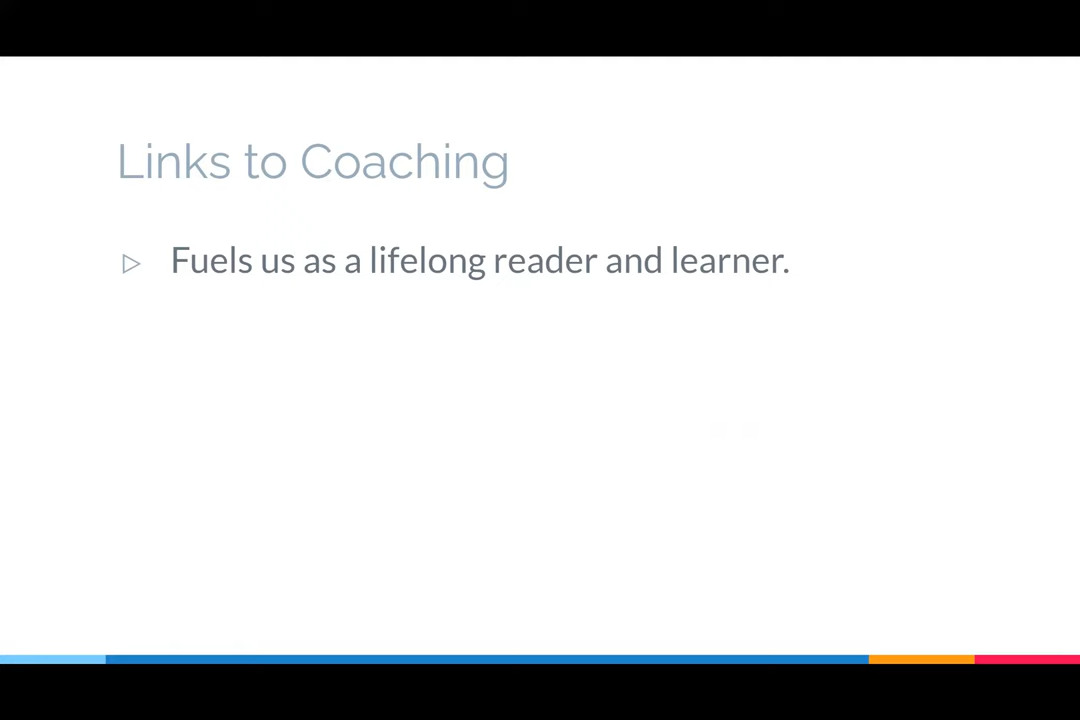 Links to Coaching
▷ Fuels us as a lifelong reader and learner.